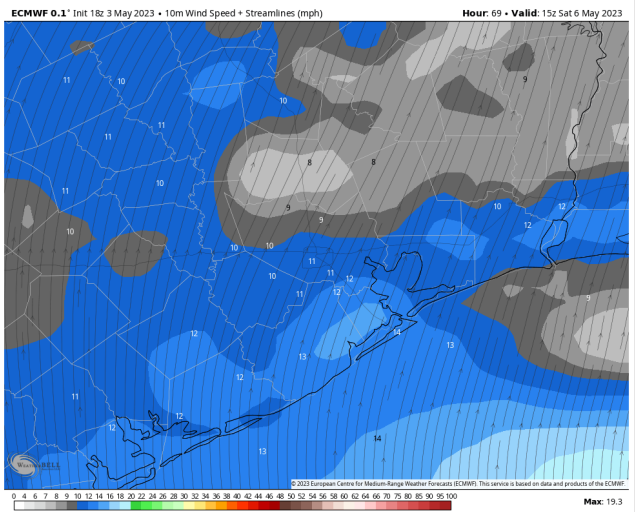 ECMWF 0.1° Init 18z 3 May 2023 • 10m Wind Speed + Streamlines (mph)
Hour: 69 • Valid: 15z Sat 6 May 2023
11 10 9
10
11 11
8 8
11 10
9 10 12
10 9 12
10 10
11
10 11 12
11 12 9
12 14
13 13
12
11
12 12
14
13
WeatherBELL
© 2023 European Centre for Medium-Range Weather Forecasts (ECMWF). This service is based on data and products of the ECMWF.
0 4 6 7 8 9 10 12 14 16 18 20 22 24 26 28 30 32 34 36 38 40 42 44 46 48 50 52 54 56 58 60 62 64 66 68 70 75 80 85 90 95 100
Max: 19.3